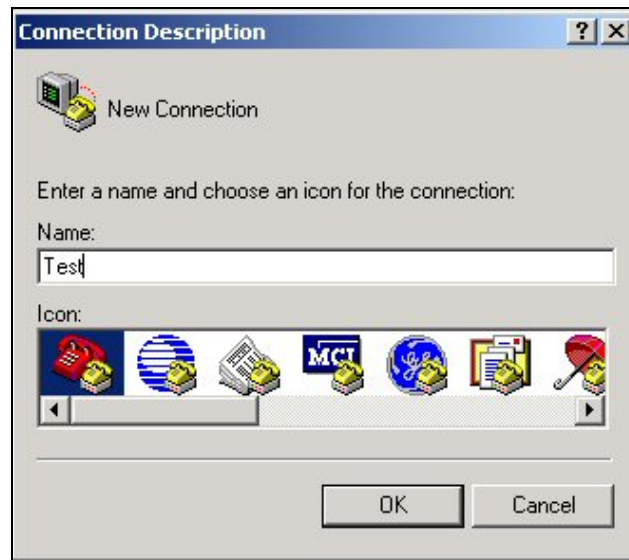 Connection Description
New Connection
Enter a name and choose an icon for the connection:
Name:
Test
Icon:
MCI
OK
Cancel